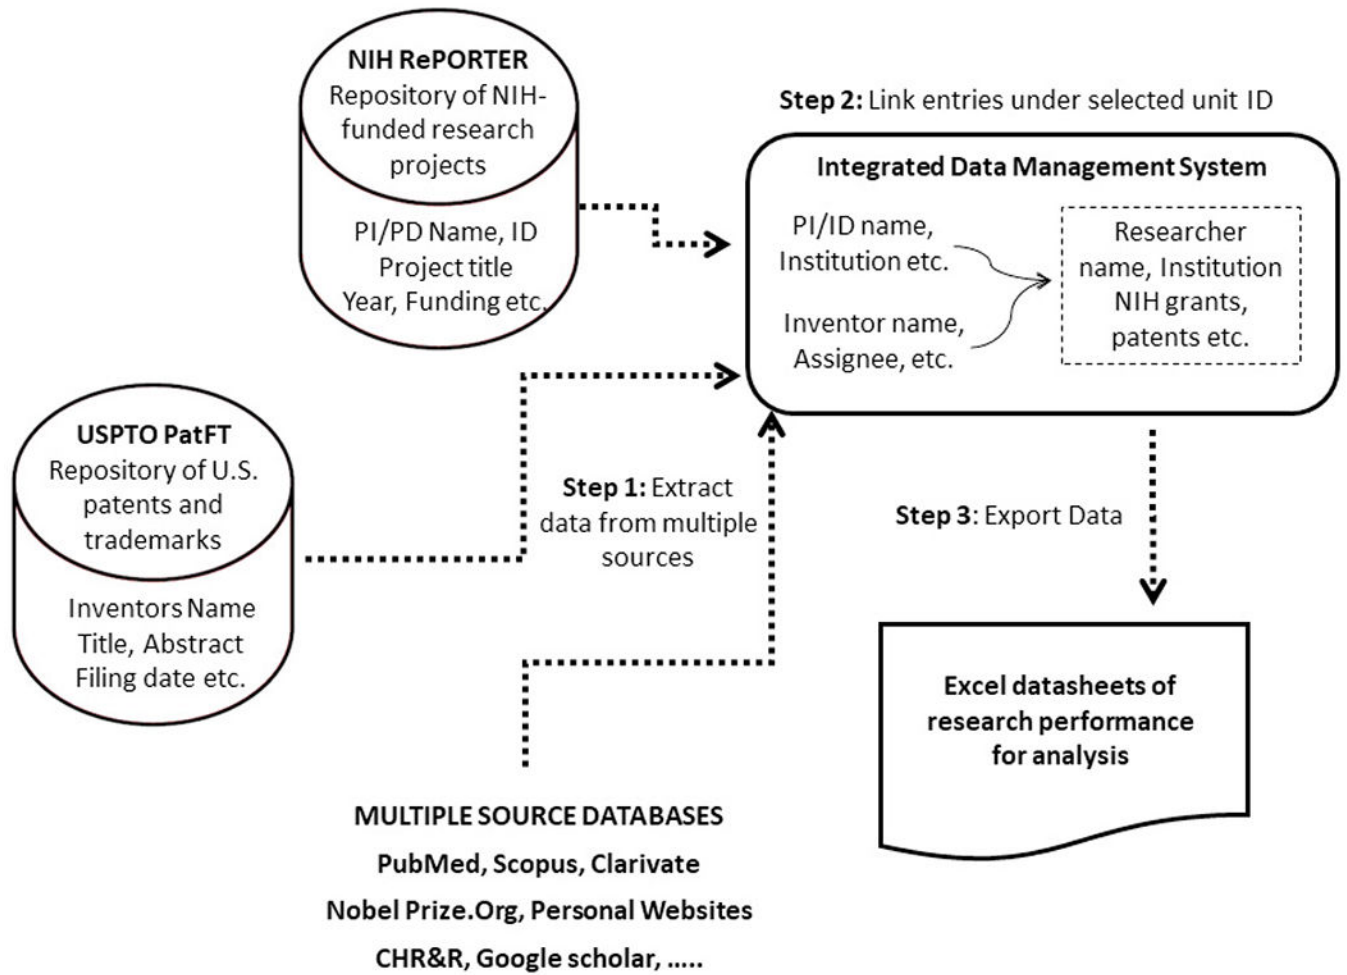 NIH RePORTER
Repository of NIH-
funded research
projects
PI/PD Name, ID
Project title
Year, Funding etc.
USPTO PatFT
Repository of U.S.
patents and
trademarks
Inventors Name
Title, Abstract
Filing date etc.
Step 1: Extract
data from multiple
sources
MULTIPLE SOURCE DATABASES
PubMed, Scopus, Clarivate
Nobel Prize.Org, Personal Websites
CHR&R, Google scholar, .....
Step 2: Link entries under selected unit ID
Integrated Data Management System
PI/ID name,
Institution etc.
Inventor name,
Assignee, etc.
Researcher
name, Institution
NIH grants,
patents etc.
Step 3: Export Data
Excel datasheets of
research performance
for analysis